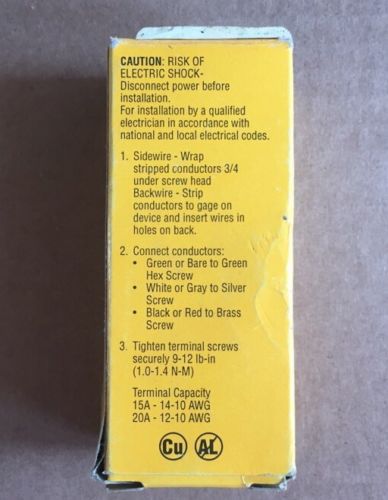 CAUTION: RISK OF
ELECTRIC SHOCK-
Disconnect power before
installation.
For installation by a qualified
electrician in accordance with
national and local electrical codes.
1. Sidewire - Wrap
stripped conductors 3/4
under screw head
Backwire - Strip
conductors to gage on
device and insert wires in
holes on back.
2. Connect conductors:
• Green or Bare to Green
Hex Screw
• White or Gray to Silver
Screw
• Black or Red to Brass
Screw
3. Tighten terminal screws
securely 9-12 lb-in
(1.0-1.4 N-M)
Terminal Capacity
15A - 14-10 AWG
20A - 12-10 AWG
Cu AL